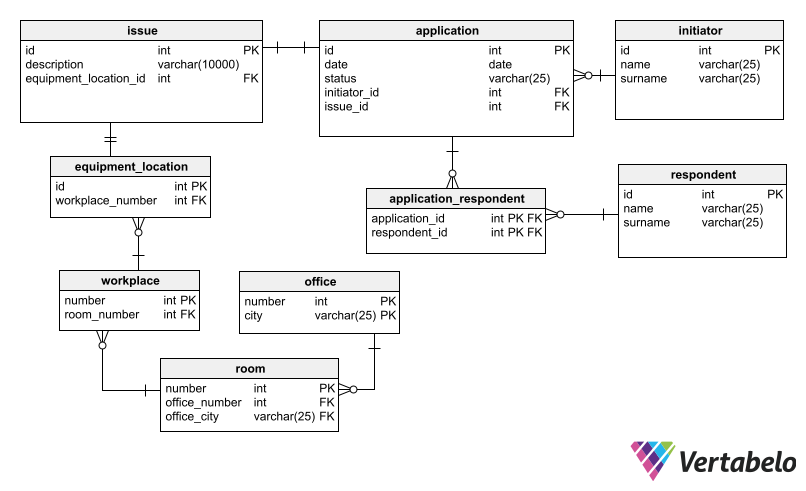 issue
id int PK
description varchar(10000)
equipment_location_id int FK
application
id int PK
date date
status varchar(25)
initiator_id int FK
issue_id int FK
initiator
id int PK
name varchar(25)
surname varchar(25)
equipment_location
id int PK
workplace_number int FK
application_respondent
application_id int PK FK
respondent_id int PK FK
respondent
id int PK
name varchar(25)
surname varchar(25)
workplace
number int PK
room_number int FK
office
number int PK
city varchar(25) PK
room
number int PK
office_number int FK
office_city varchar(25) FK
Vertabelo